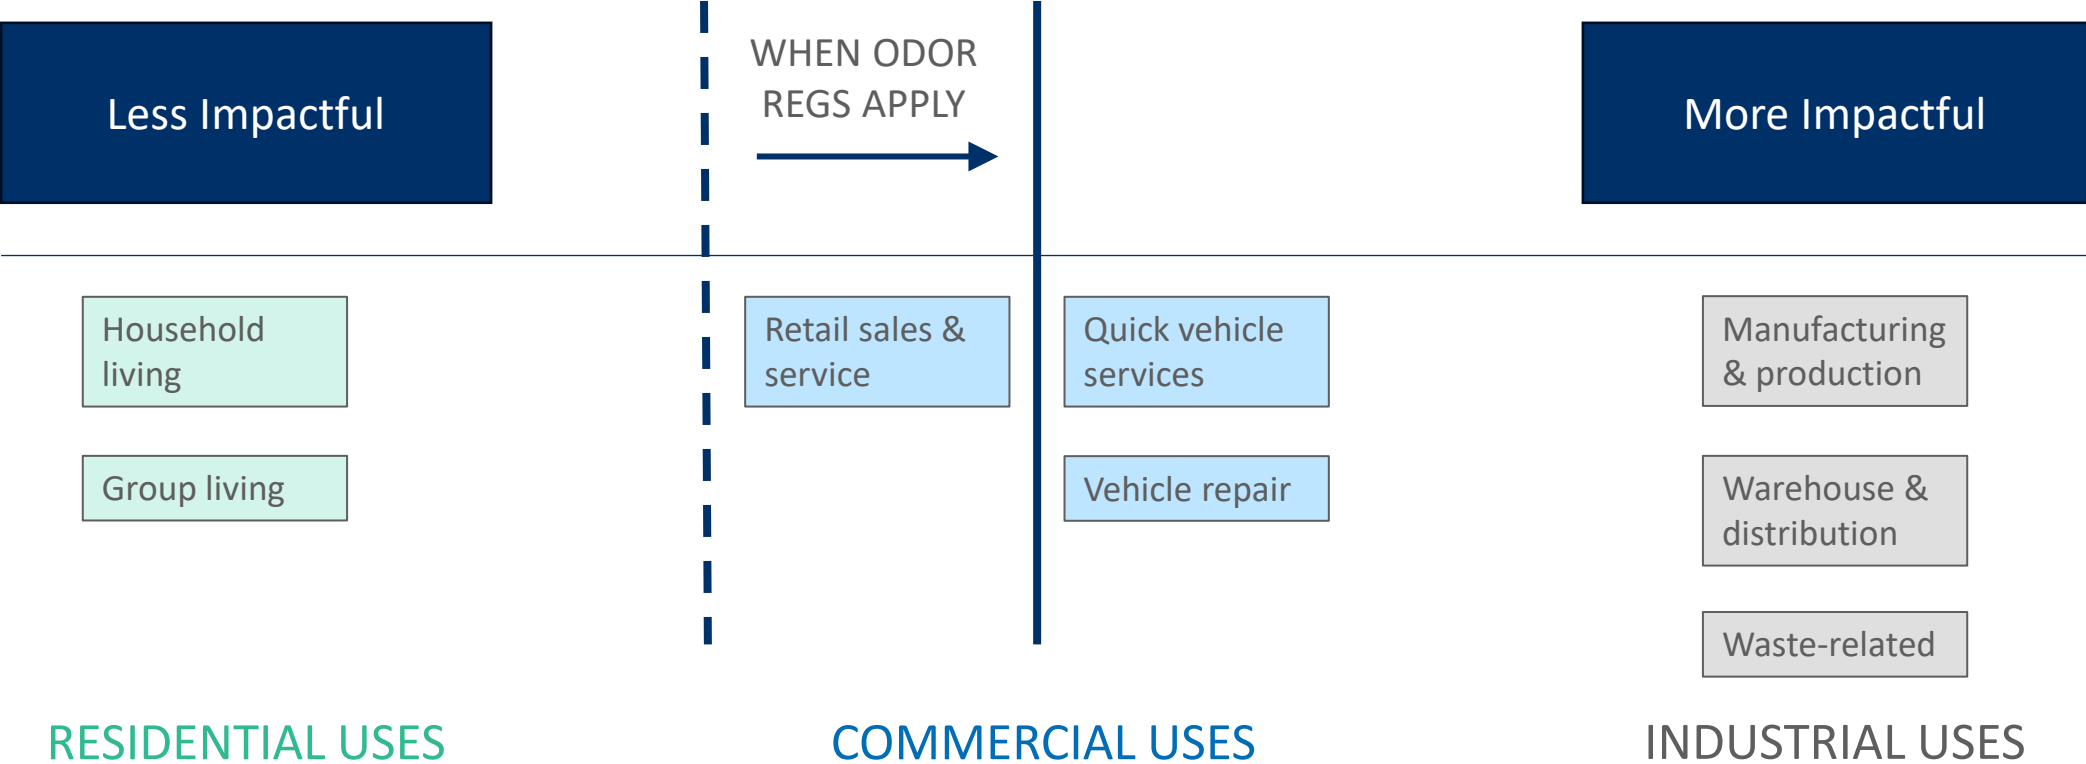 Less Impactful
WHEN ODOR
REGS APPLY
More Impactful
Household
living
Group living
Retail sales &
service
Quick vehicle
services
Vehicle repair
Manufacturing
& production
Warehouse &
distribution
Waste-related
RESIDENTIAL USES
COMMERCIAL USES
INDUSTRIAL USES